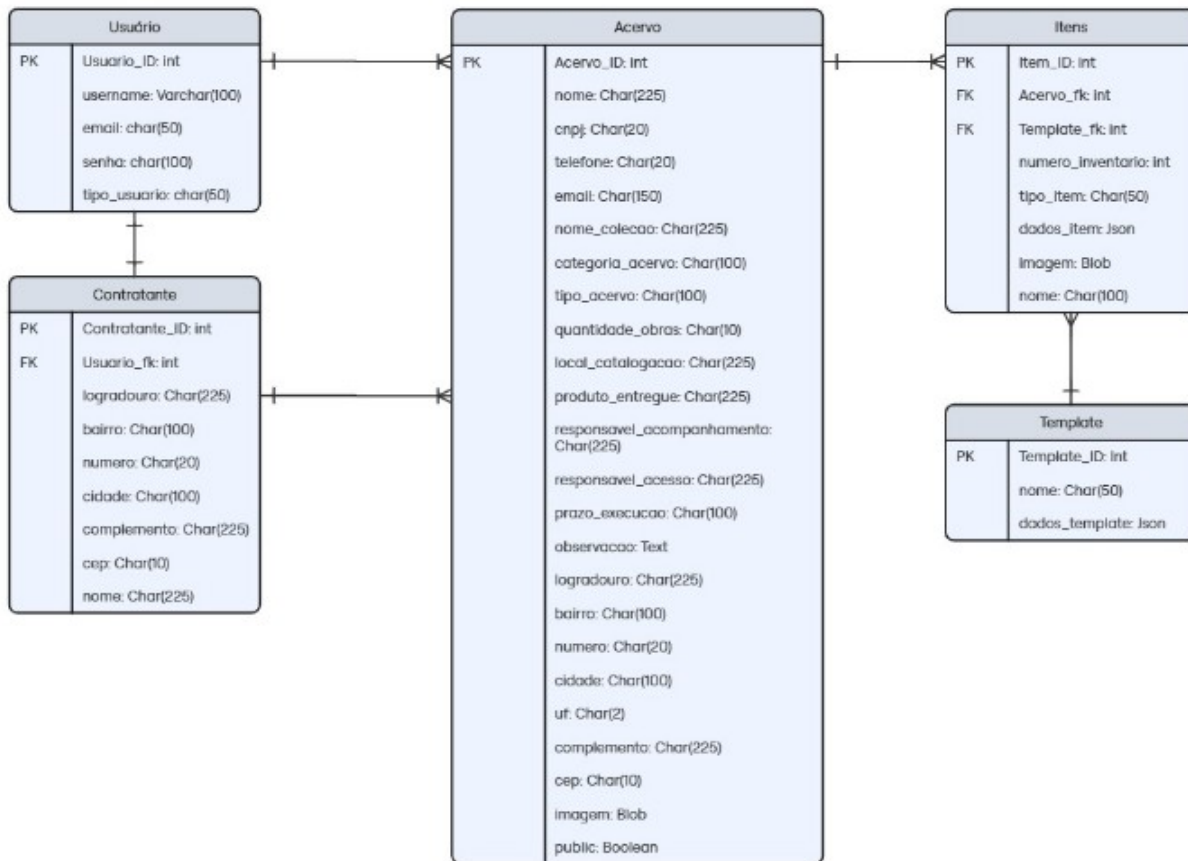 Usuário
PK Usuario_ID: int
username: Varchar(100)
email: char(50)
senha: char(100)
tipo_usuario: char(50)
Contratante
PK Contratante_ID: int
FK Usuario_fk: int
logradouro: Char(225)
bairro: Char(100)
numero: Char(20)
cidade: Char(100)
complemento: Char(225)
cep: Char(10)
nome: Char(225)
Acervo
PK Acervo_ID: int
nome: Char(225)
cnpj: Char(20)
telefone: Char(20)
email: Char(150)
nome_colecao: Char(225)
categoria_acervo: Char(100)
tipo_acervo: Char(100)
quantidade_obras: Char(10)
local_catalogacao: Char(225)
produto_entregue: Char(225)
responsavel_acompanhamento:
Char(225)
responsavel_acesso: Char(225)
prazo_execucao: Char(100)
observacao: Text
logradouro: Char(225)
bairro: Char(100)
numero: Char(20)
cidade: Char(100)
uf: Char(2)
complemento: Char(225)
cep: Char(10)
imagem: Blob
public: Boolean
Itens
PK Item_ID: int
FK Acervo_fk: int
FK Template_fk: int
numero_inventario: int
tipo_item: Char(50)
dados_item: Json
imagem: Blob
nome: Char(100)
Template
PK Template_ID: Int
nome: Char(50)
dados_template: Json